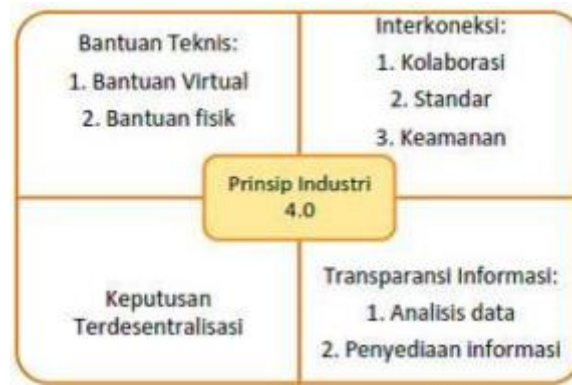 Bantuan Teknis:
1. Bantuan Virtual
2. Bantuan fisik
Interkoneksi:
1. Kolaborasi
2. Standar
3. Keamanan
Prinsip Industri
4.0
Keputusan
Terdesentralisasi
Transparansi Informasi:
1. Analisis data
2. Penyediaan informasi